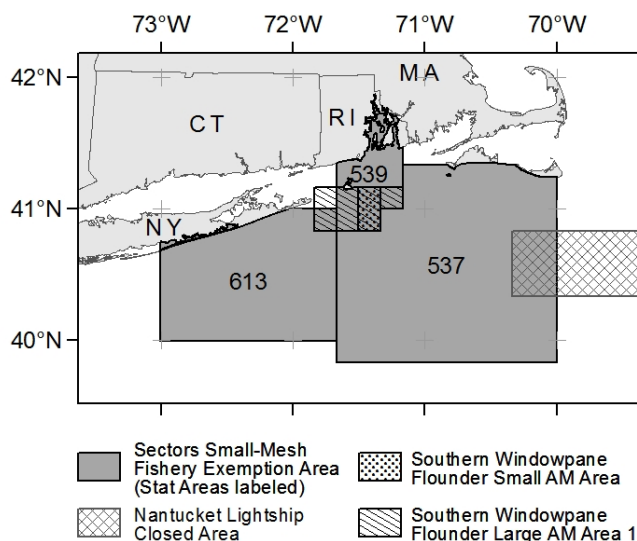 73°W 72°W 71°W 70°W
42°N
MA
CT
RI
539
41°N
NY
537
613
40°N
Sectors Small-Mesh
Fishery Exemption Area
(Stat Areas labeled)
Nantucket Lightship
Closed Area
Southern Windowpane
Flounder Small AM Area
Southern Windowpane
Flounder Large AM Area 1